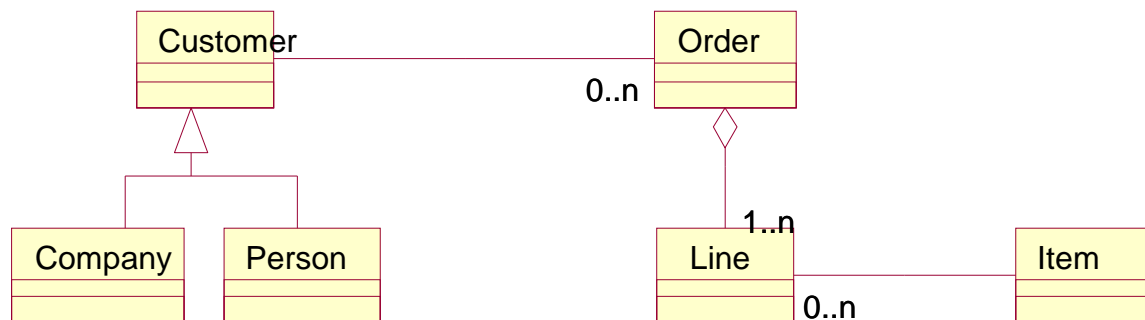 Customer
Order
0..n
1..n
Company
Person
Line
Item
0..n